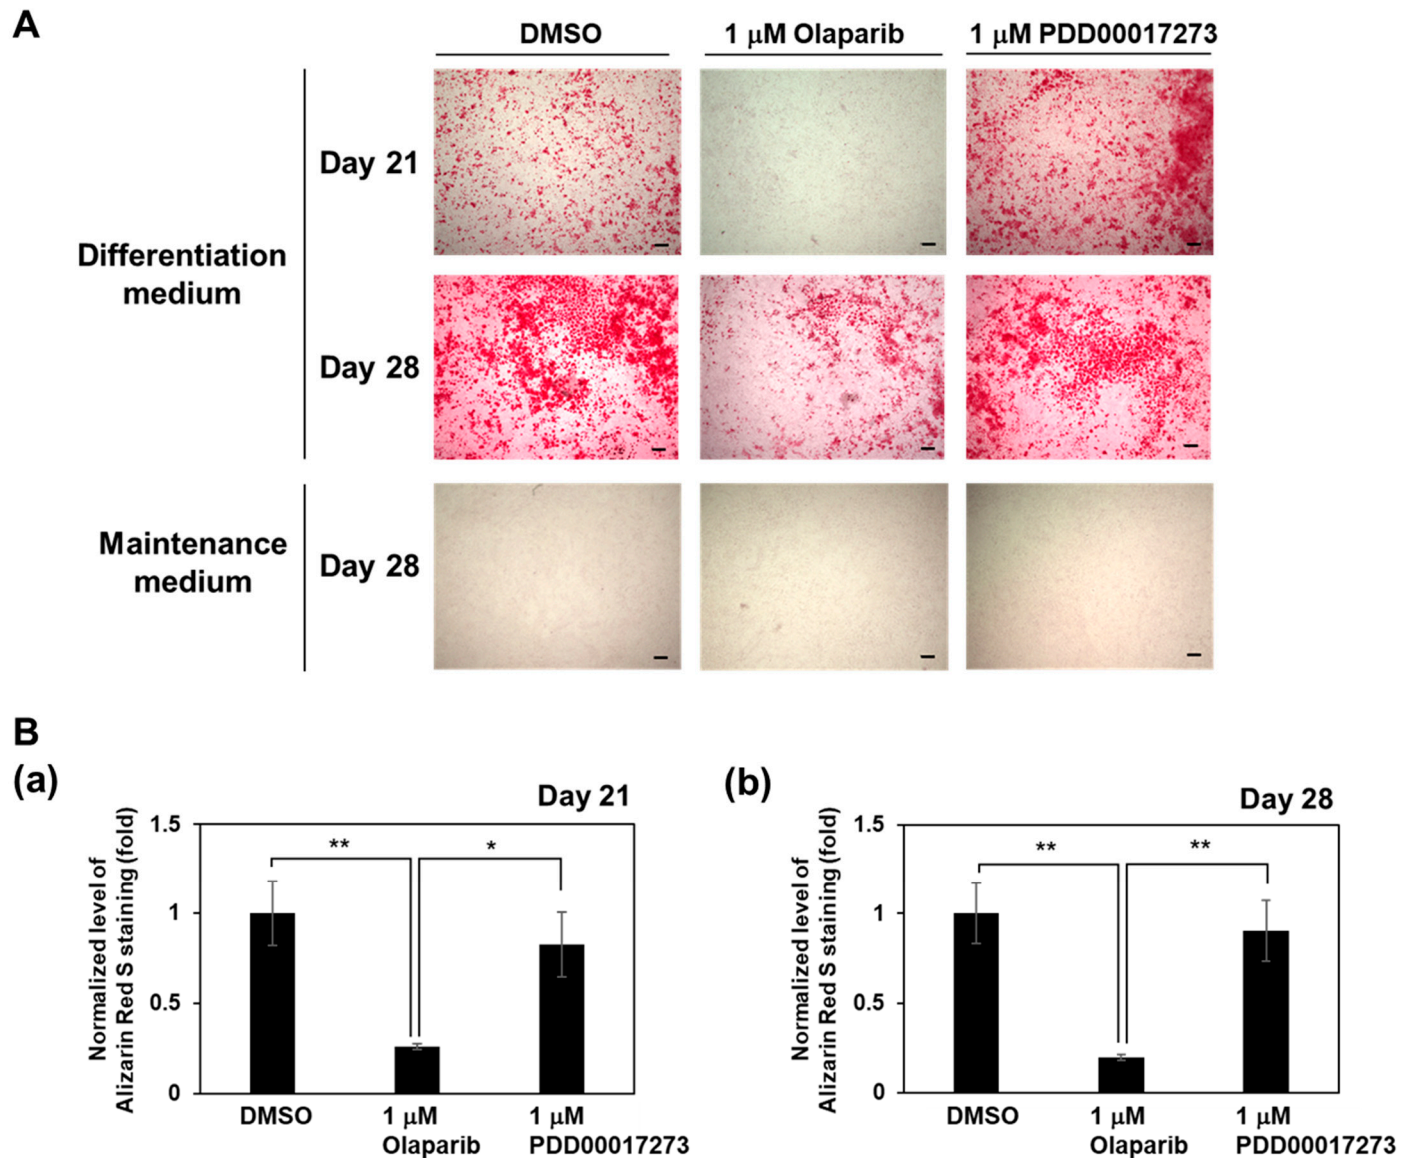 A
DMSO
1 μM Olaparib
1 μM PDD00017273
Differentiation
medium
Day 21
Day 28
Maintenance
medium
Day 28
B
(a)
Day 21
Normalized level of
Alizarin Red S staining (fold)
1.5
1
0.5
0
**
*
DMSO
1 μM
Olaparib
1 μM
PDD00017273
(b)
Day 28
Normalized level of
Alizarin Red S staining (fold)
1.5
1
0.5
0
**
**
DMSO
1 μM
Olaparib
1 μM
PDD00017273